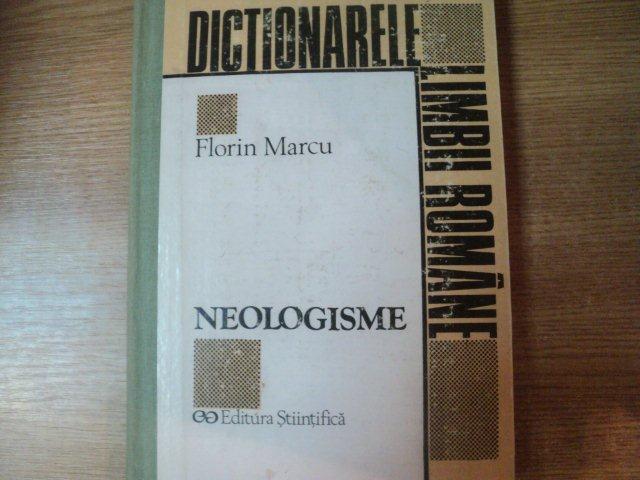 DICTIONARELE
LIMBII ROMÂNE
Florin Marcu
NEOLOGISME
Editura Științifică